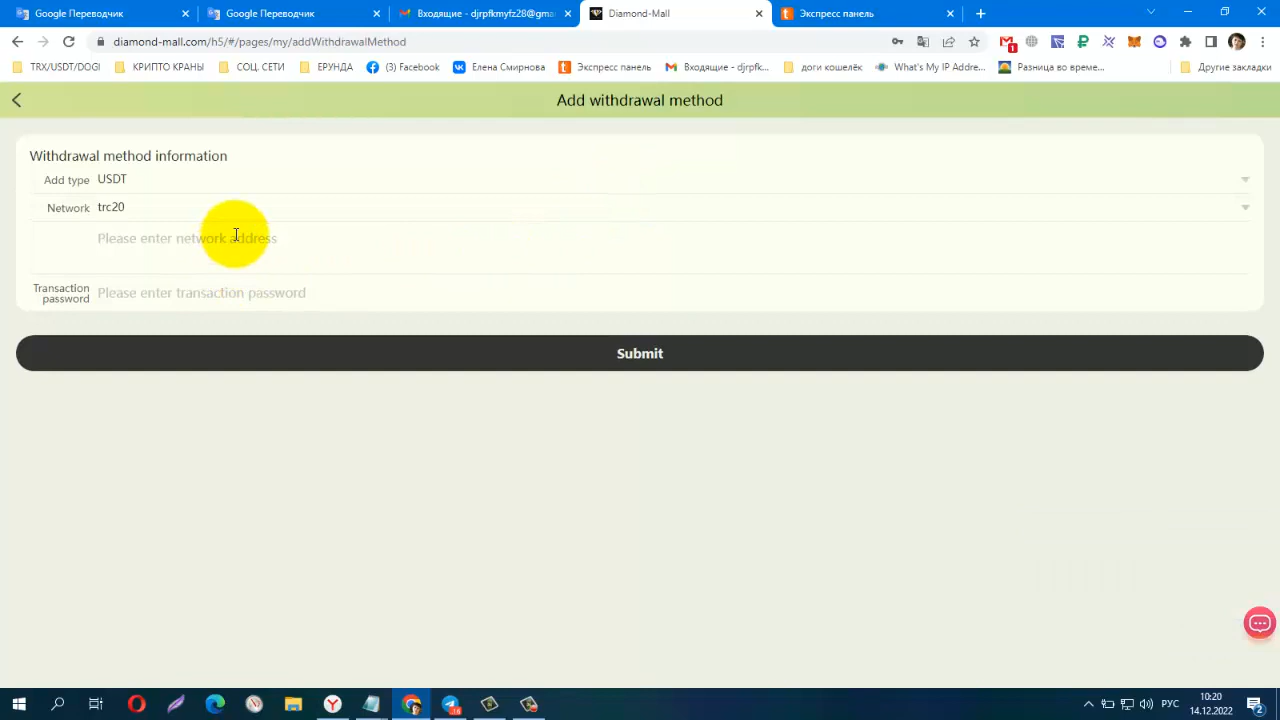 Google Переводчик
Google Переводчик
Входящие - djrpfkmyfz28@gma
Diamond-Mall
Экспресс панель
diamond-mall.com/h5/#/pages/my/addWithdrawalMethod
1
TRX/USDT/DOGI
КРИПТО КРАНЫ
СОЦ. СЕТИ
ЕРУНДА
(3) Facebook
Елена Смирнова
Экспресс панель
Входящие - djrpfk...
доги кошелёк
What's My IP Addre...
Разница во време...
Другие закладки
Add withdrawal method
Withdrawal method information
Add type USDT
Network trc20
Please enter network address
Transaction password Please enter transaction password
Submit
РУС
10:20
14.12.2022
2